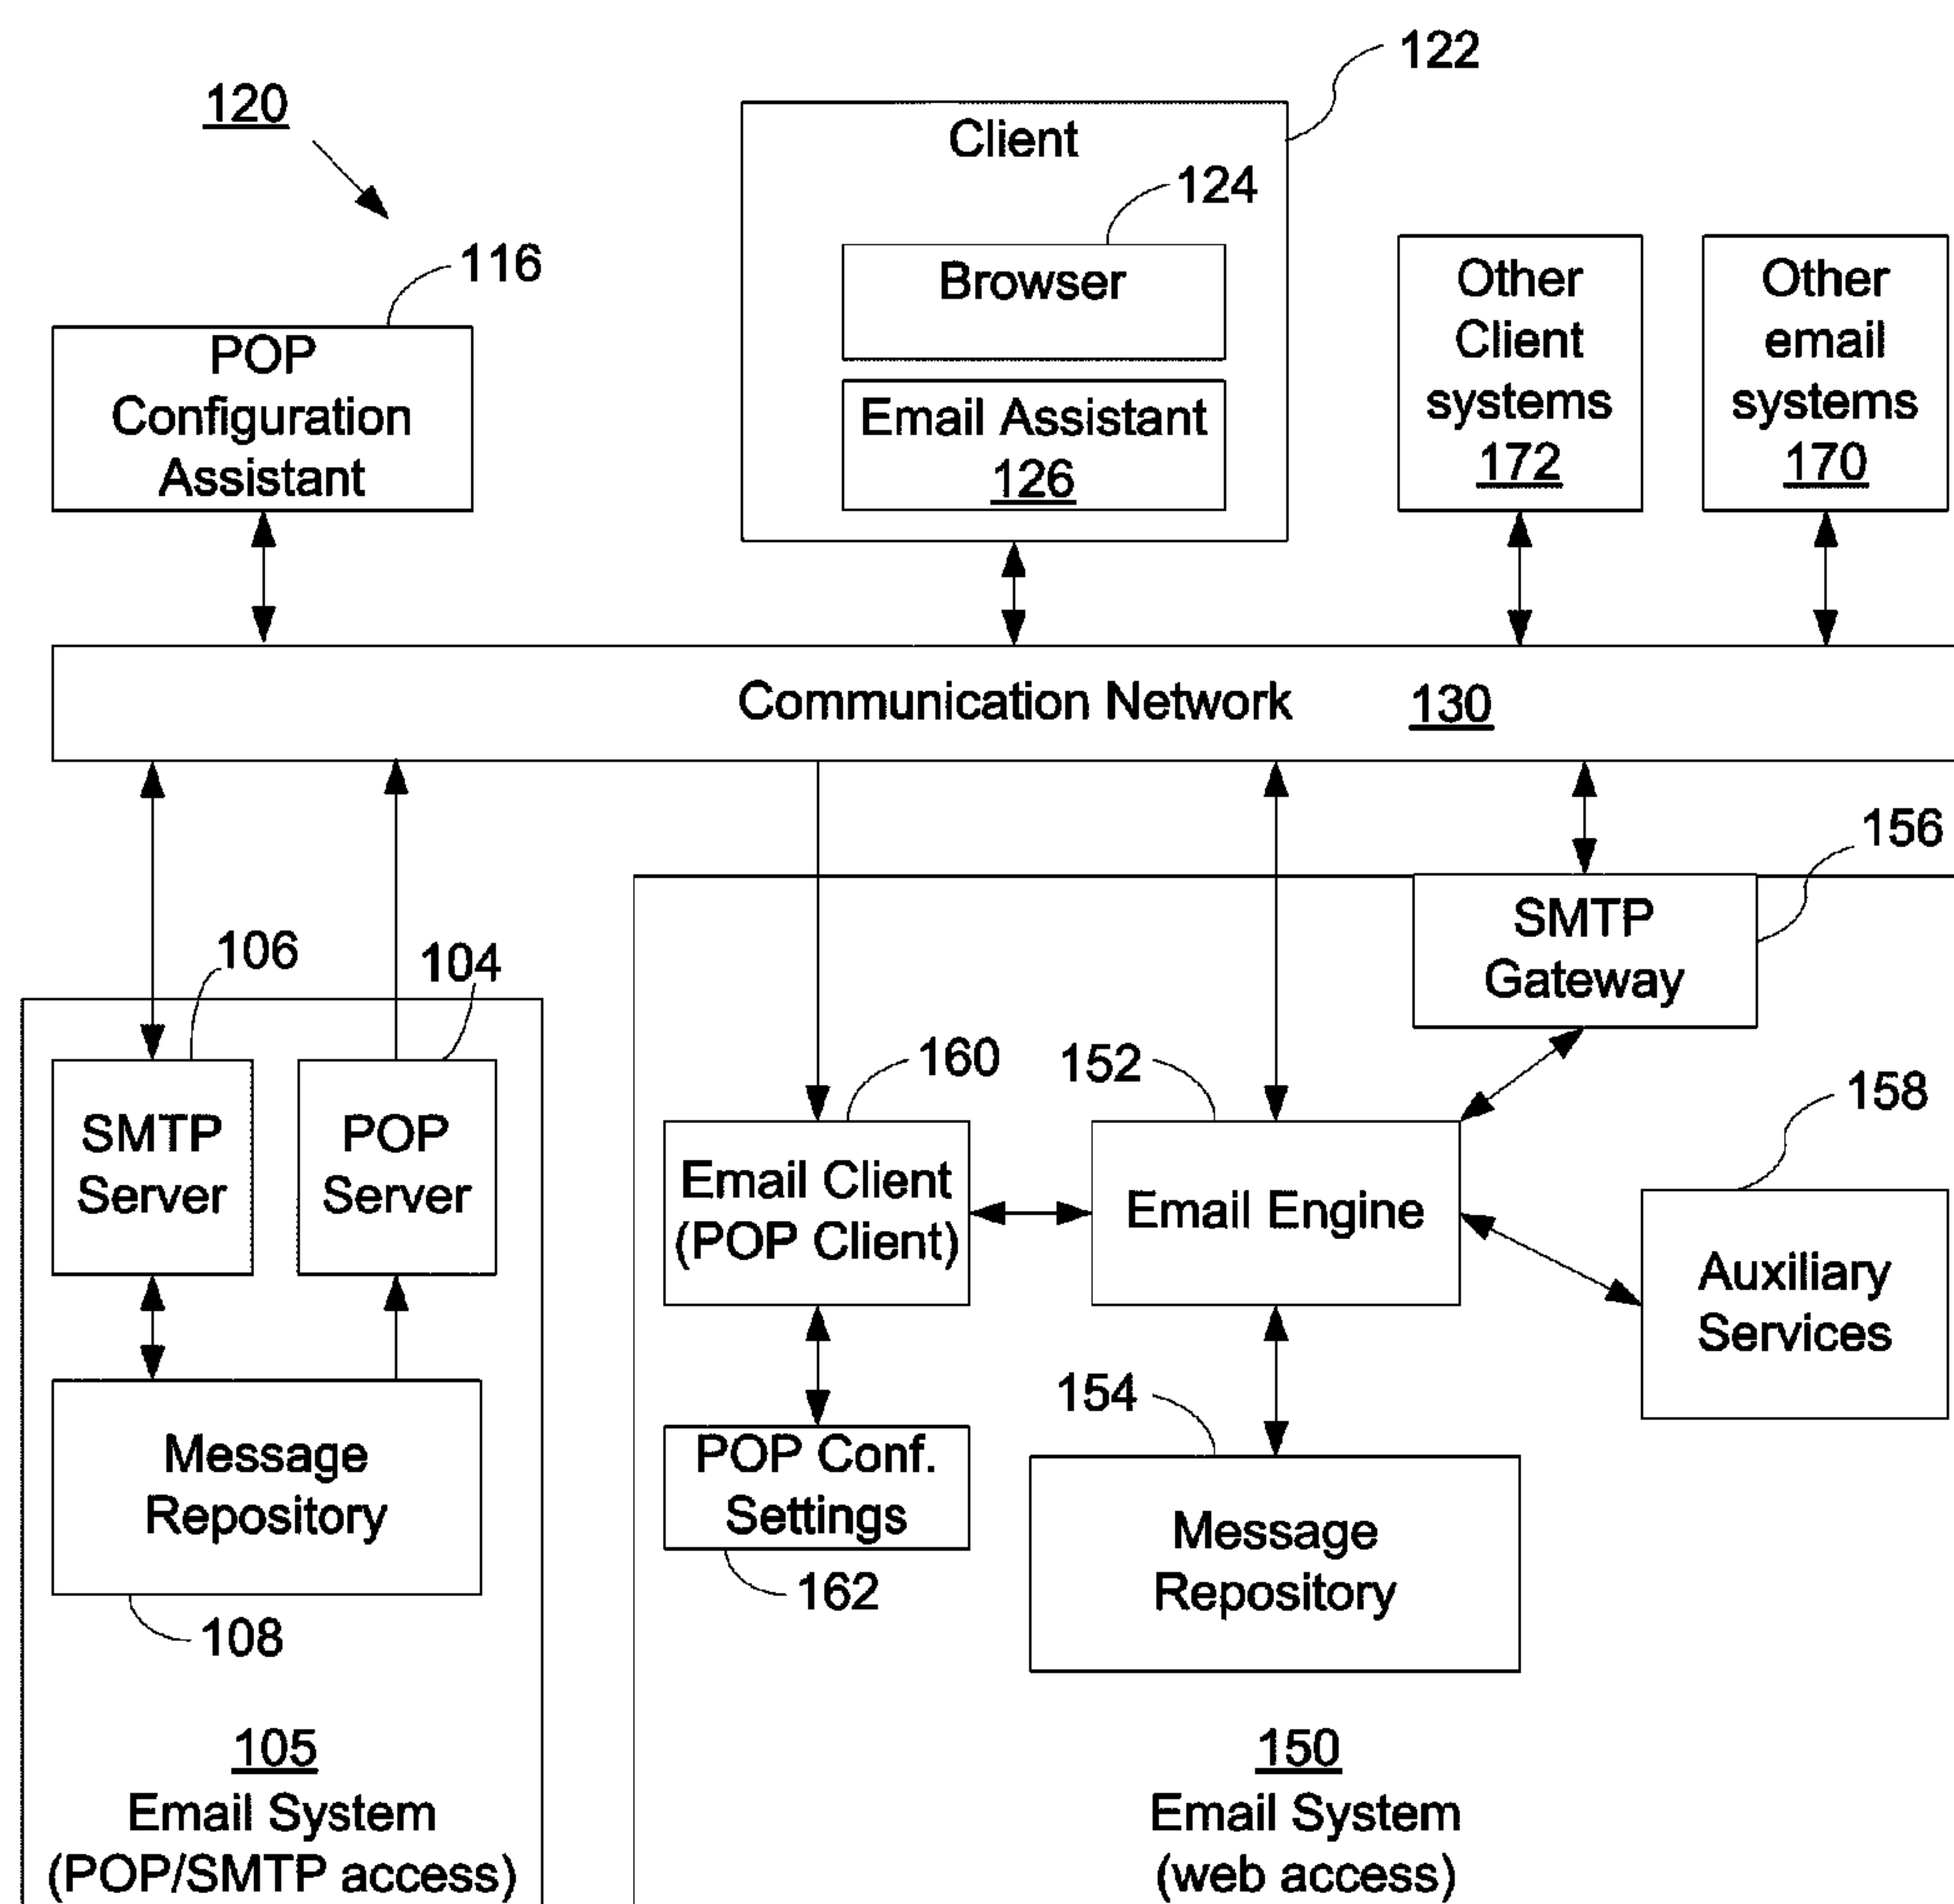 122
120
Client
124
116
Browser
Other
Client
systems
172
Other
email
systems
170
POP
Configuration
Assistant
Email Assistant
126
Communication Network 130
156
SMTP
Gateway
106
104
160
152
158
SMTP
Server
POP
Server
Email Client
(POP Client)
Email Engine
Auxiliary
Services
154
Message
Repository
POP Conf.
Settings
Message
Repository
162
108
105
Email System
(POP/SMTP access)
150
Email System
(web access)